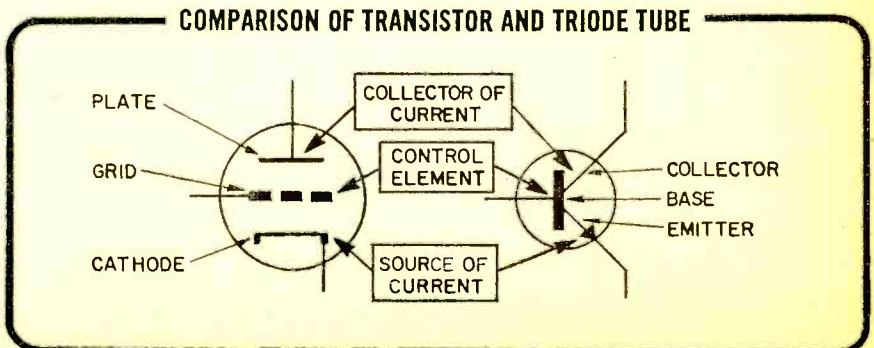 COMPARISON OF TRANSISTOR AND TRIODE TUBE
PLATE
GRID
CATHODE
COLLECTOR OF
CURRENT
CONTROL
ELEMENT
SOURCE OF
CURRENT
COLLECTOR
BASE
EMITTER